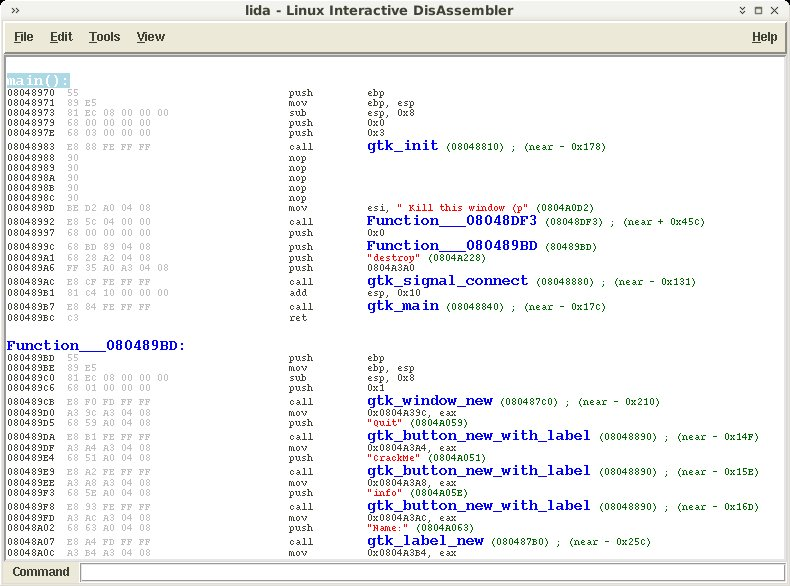 lida - Linux Interactive DisAssembler
File Edit Tools View Help
main():
08048970 55 push ebp
08048971 89 E5 mov ebp, esp
08048973 81 EC 08 00 00 00 sub esp, 0x8
08048979 68 00 00 00 00 push 0x0
0804897E 68 03 00 00 00 push 0x3
08048983 E8 88 FE FF FF call gtk_init (08048810) ; (near - 0x178)
08048988 90 nop
08048989 90 nop
0804898A 90 nop
0804898B 90 nop
0804898C 90 nop
0804898D BE D2 A0 04 08 mov esi, " Kill this window (p" (0804A0D2)
08048992 E8 5C 04 00 00 call Function___08048DF3 (08048DF3) ; (near + 0x45C)
08048997 68 00 00 00 00 push 0x0
0804899C 68 BD 89 04 08 push Function___080489BD (80489BD)
080489A1 68 28 A2 04 08 push "destroy" (0804A228)
080489A6 FF 35 A0 A3 04 08 push 0804A3A0
080489AC E8 CF FE FF FF call gtk_signal_connect (08048880) ; (near - 0x131)
080489B1 81 C4 10 00 00 00 add esp, 0x10
080489B7 E8 84 FE FF FF call gtk_main (08048840) ; (near - 0x17C)
080489BC C3 ret
Function___080489BD:
080489BD 55 push ebp
080489BE 89 E5 mov ebp, esp
080489C0 81 EC 08 00 00 00 sub esp, 0x8
080489C6 68 01 00 00 00 push 0x1
080489CB E8 F0 FD FF FF call gtk_window_new (080487C0) ; (near - 0x210)
080489D0 A3 9C A3 04 08 mov 0x0804A39C, eax
080489D5 68 59 A0 04 08 push "Quit" (0804A059)
080489DA E8 B1 FE FF FF call gtk_button_new_with_label (08048890) ; (near - 0x14F)
080489DF A3 A4 A3 04 08 mov 0x0804A3A4, eax
080489E4 68 51 A0 04 08 push "CrackMe" (0804A051)
080489E9 E8 A2 FE FF FF call gtk_button_new_with_label (08048890) ; (near - 0x15E)
080489EE A3 A8 A3 04 08 mov 0x0804A3A8, eax
080489F3 68 5E A0 04 08 push "info" (0804A05E)
080489F8 E8 93 FE FF FF call gtk_button_new_with_label (08048890) ; (near - 0x16D)
080489FD A3 AC A3 04 08 mov 0x0804A3AC, eax
08048A02 68 63 A0 04 08 push "Name:" (0804A063)
08048A07 E8 A4 FD FF FF call gtk_label_new (080487B0) ; (near - 0x25C)
08048A0C A3 B4 A3 04 08 mov 0x0804A3B4, eax
Command